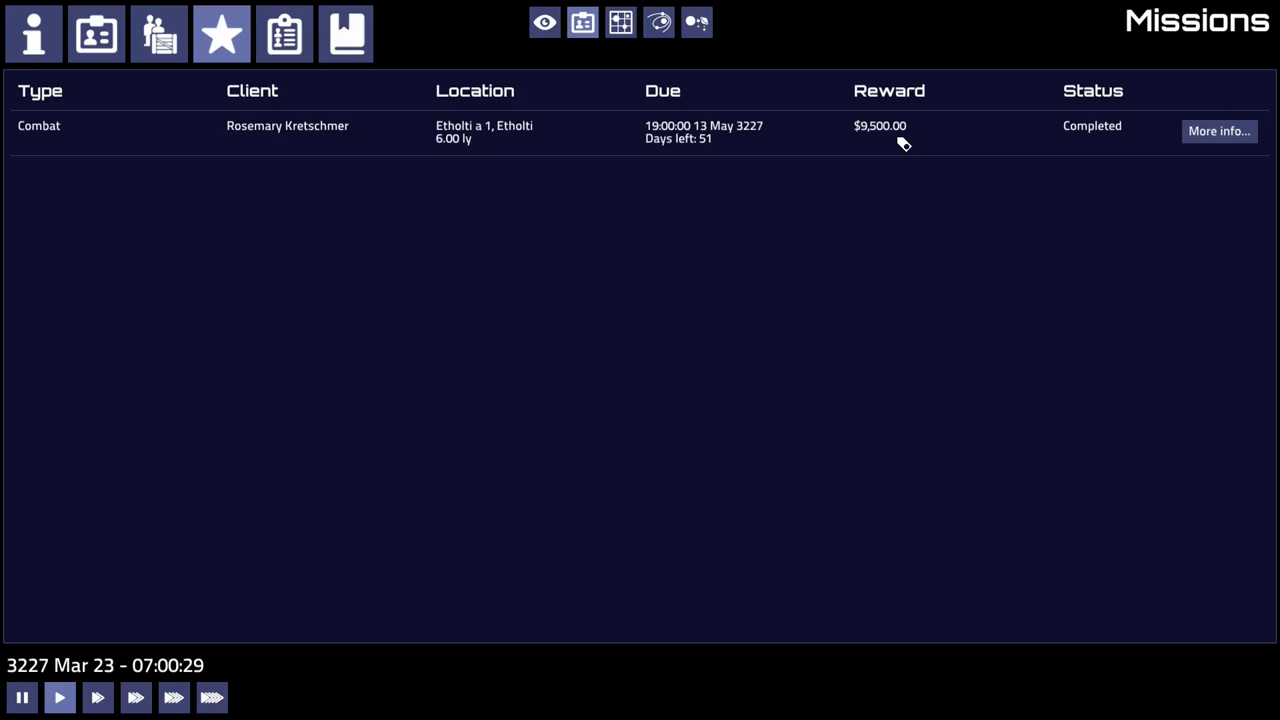 Missions
Type Client Location Due Reward Status
Combat Rosemary Kretschmer Etholti a 1, Etholti 19:00:00 13 May 3227 $9,500.00 Completed More info...
6.00 ly Days left: 51
3227 Mar 23 - 07:00:29